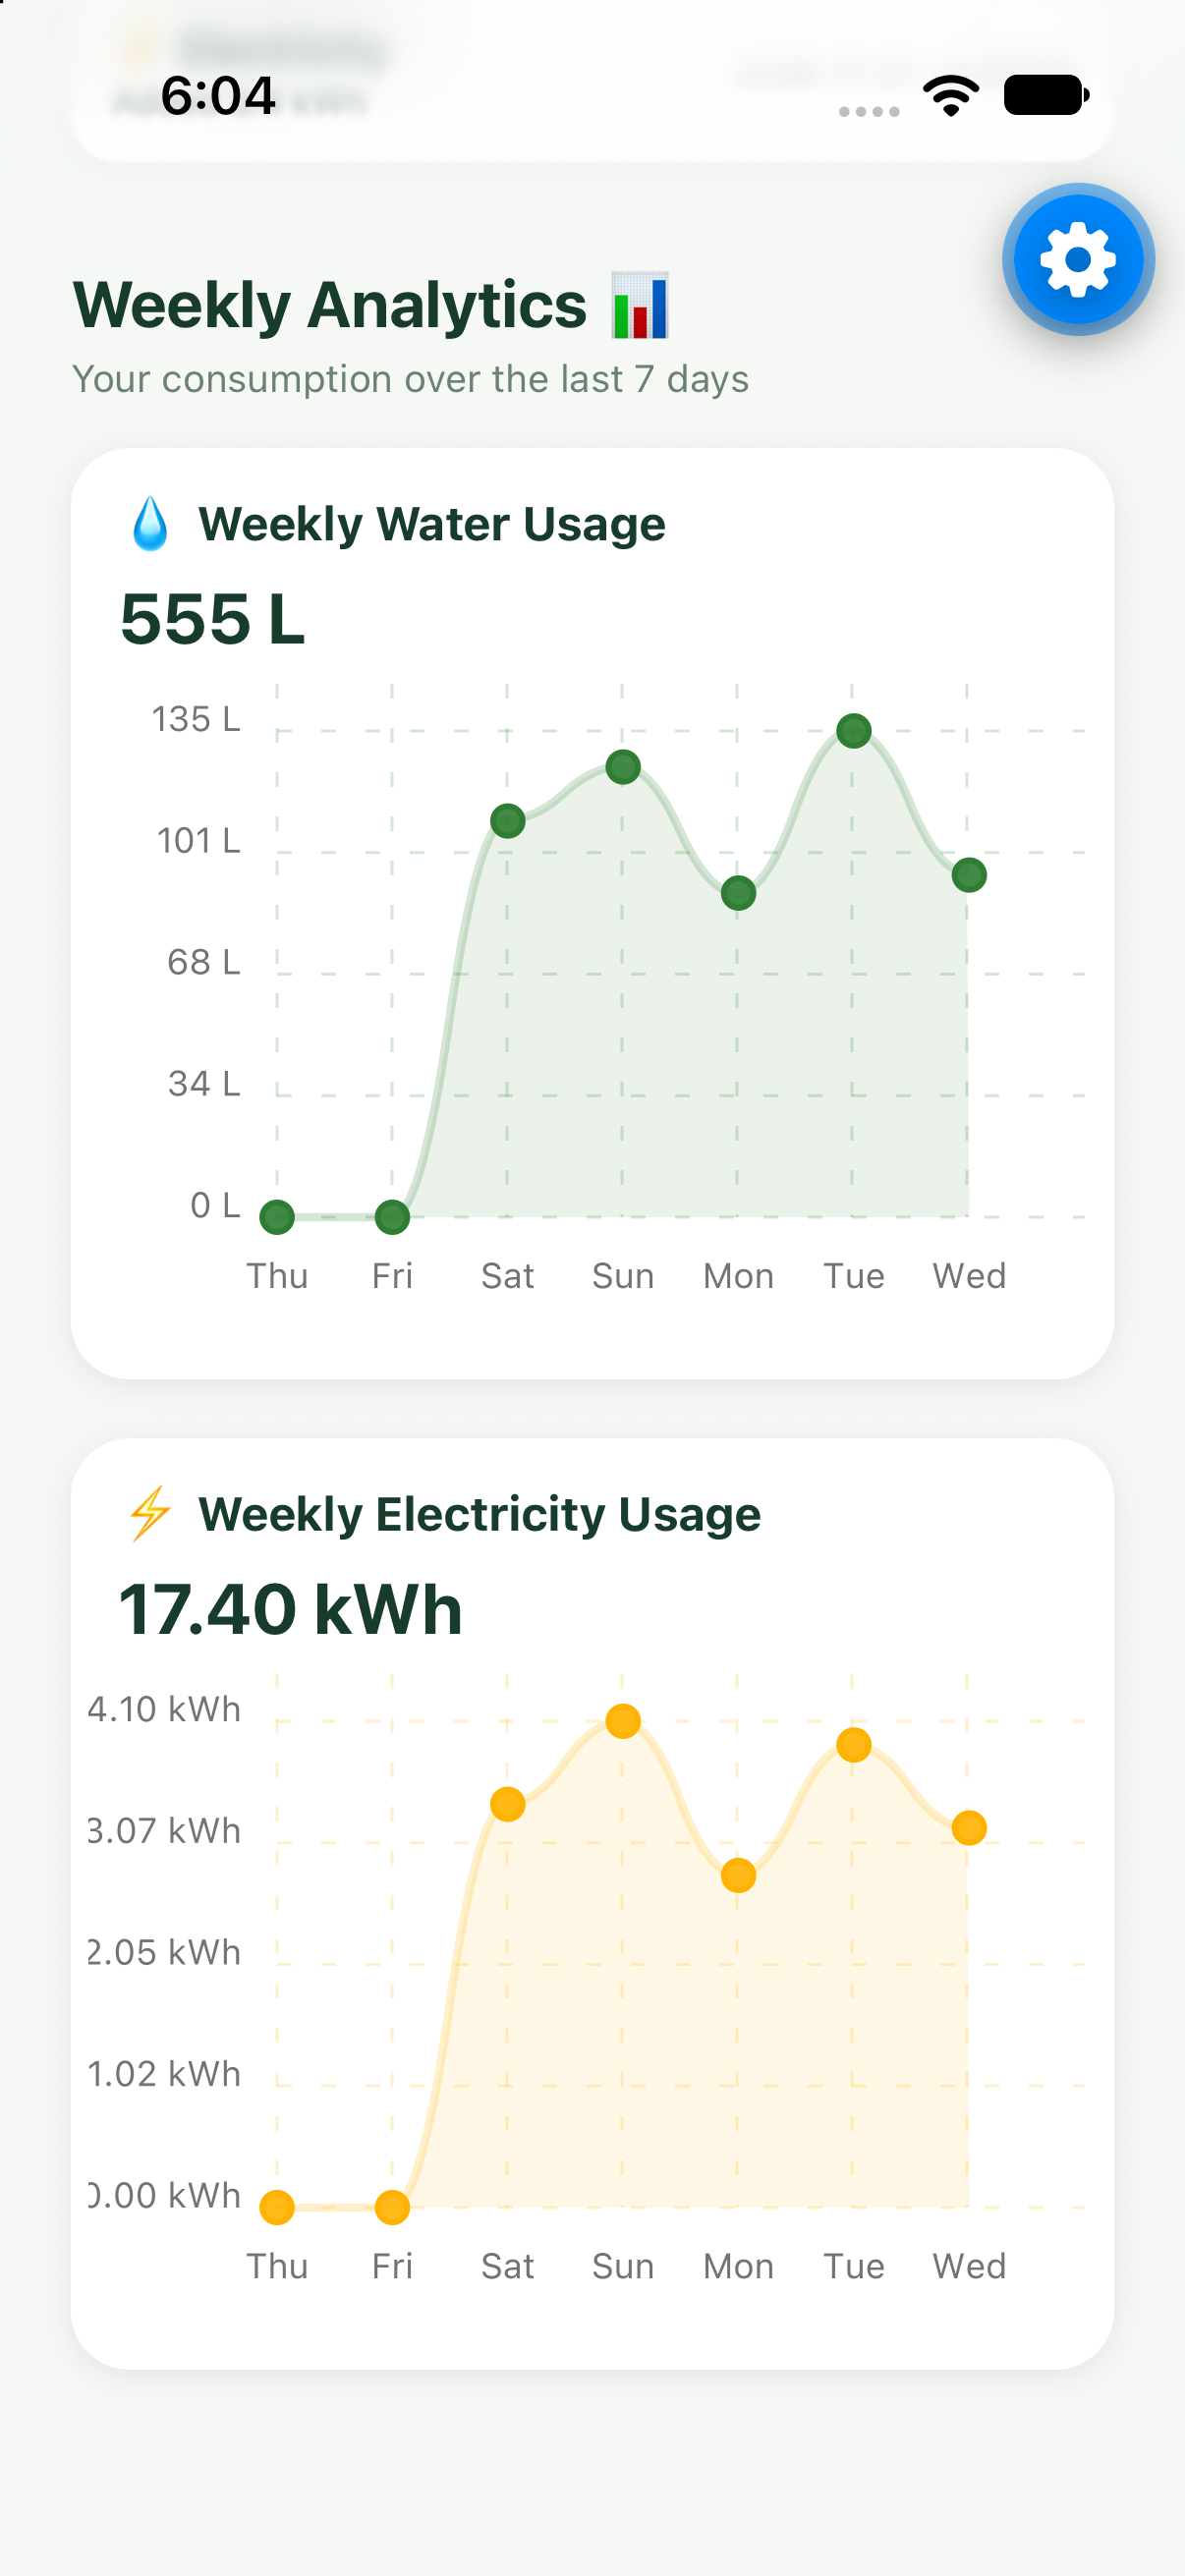 6:04
Weekly Analytics 📊
Your consumption over the last 7 days
💧 Weekly Water Usage
555 L
135 L
101 L
68 L
34 L
0 L
Thu Fri Sat Sun Mon Tue Wed
⚡ Weekly Electricity Usage
17.40 kWh
4.10 kWh
3.07 kWh
2.05 kWh
1.02 kWh
0.00 kWh
Thu Fri Sat Sun Mon Tue Wed